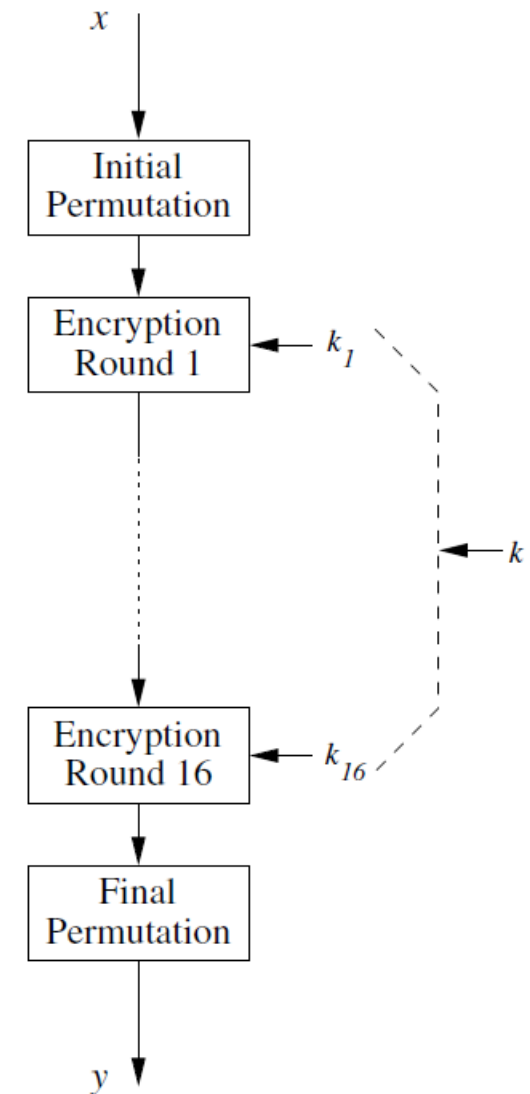 x
Initial
Permutation
Encryption
Round 1
k1
k
Encryption
Round 16
k16
Final
Permutation
y